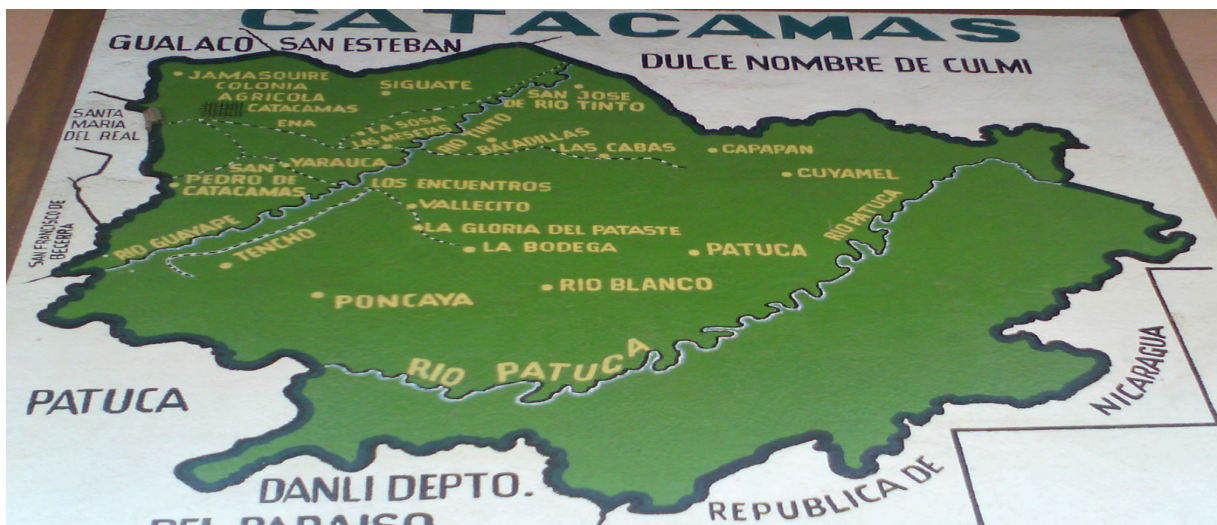 CATACAMAS
GUALACO
SAN ESTEBAN
DULCE NOMBRE DE CULMI
JAMASQUIRE
COLONIA
AGRICOLA
CATACAMAS
SIGUATE
SAN JOSE
DE RIO TINTO
SANTA
MARIA
DEL REAL
ENA
LA SOSA
LAS MESETAS
RIO TINTO
BACADILLAS
LAS CABAS
CAPAPAN
CUYAMEL
SAN
PEDRO DE
CATACAMAS
YARAUCA
LOS ENCUENTROS
VALLECITO
RIO PATUCA
SAN FRANCISCO DE
BECERRA
RIO GUAYAPE
TENCHO
LA GLORIA DEL PATASTE
LA BODEGA
PATUCA
PONCAYA
RIO BLANCO
RIO PATUCA
PATUCA
NICARAGUA
DANLI DEPTO.
DEL PARAISO
REPUBLICA DE